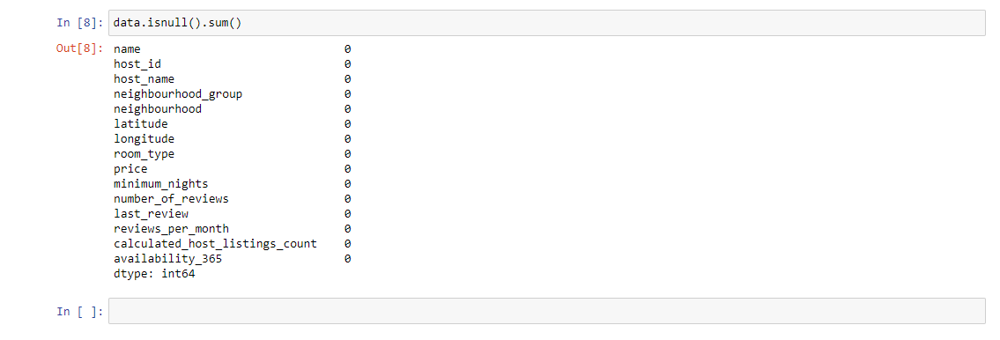 In [8]: data.isnull().sum()
Out[8]: name 0
host_id 0
host_name 0
neighbourhood_group 0
neighbourhood 0
latitude 0
longitude 0
room_type 0
price 0
minimum_nights 0
number_of_reviews 0
last_review 0
reviews_per_month 0
calculated_host_listings_count 0
availability_365 0
dtype: int64
In [ ]: